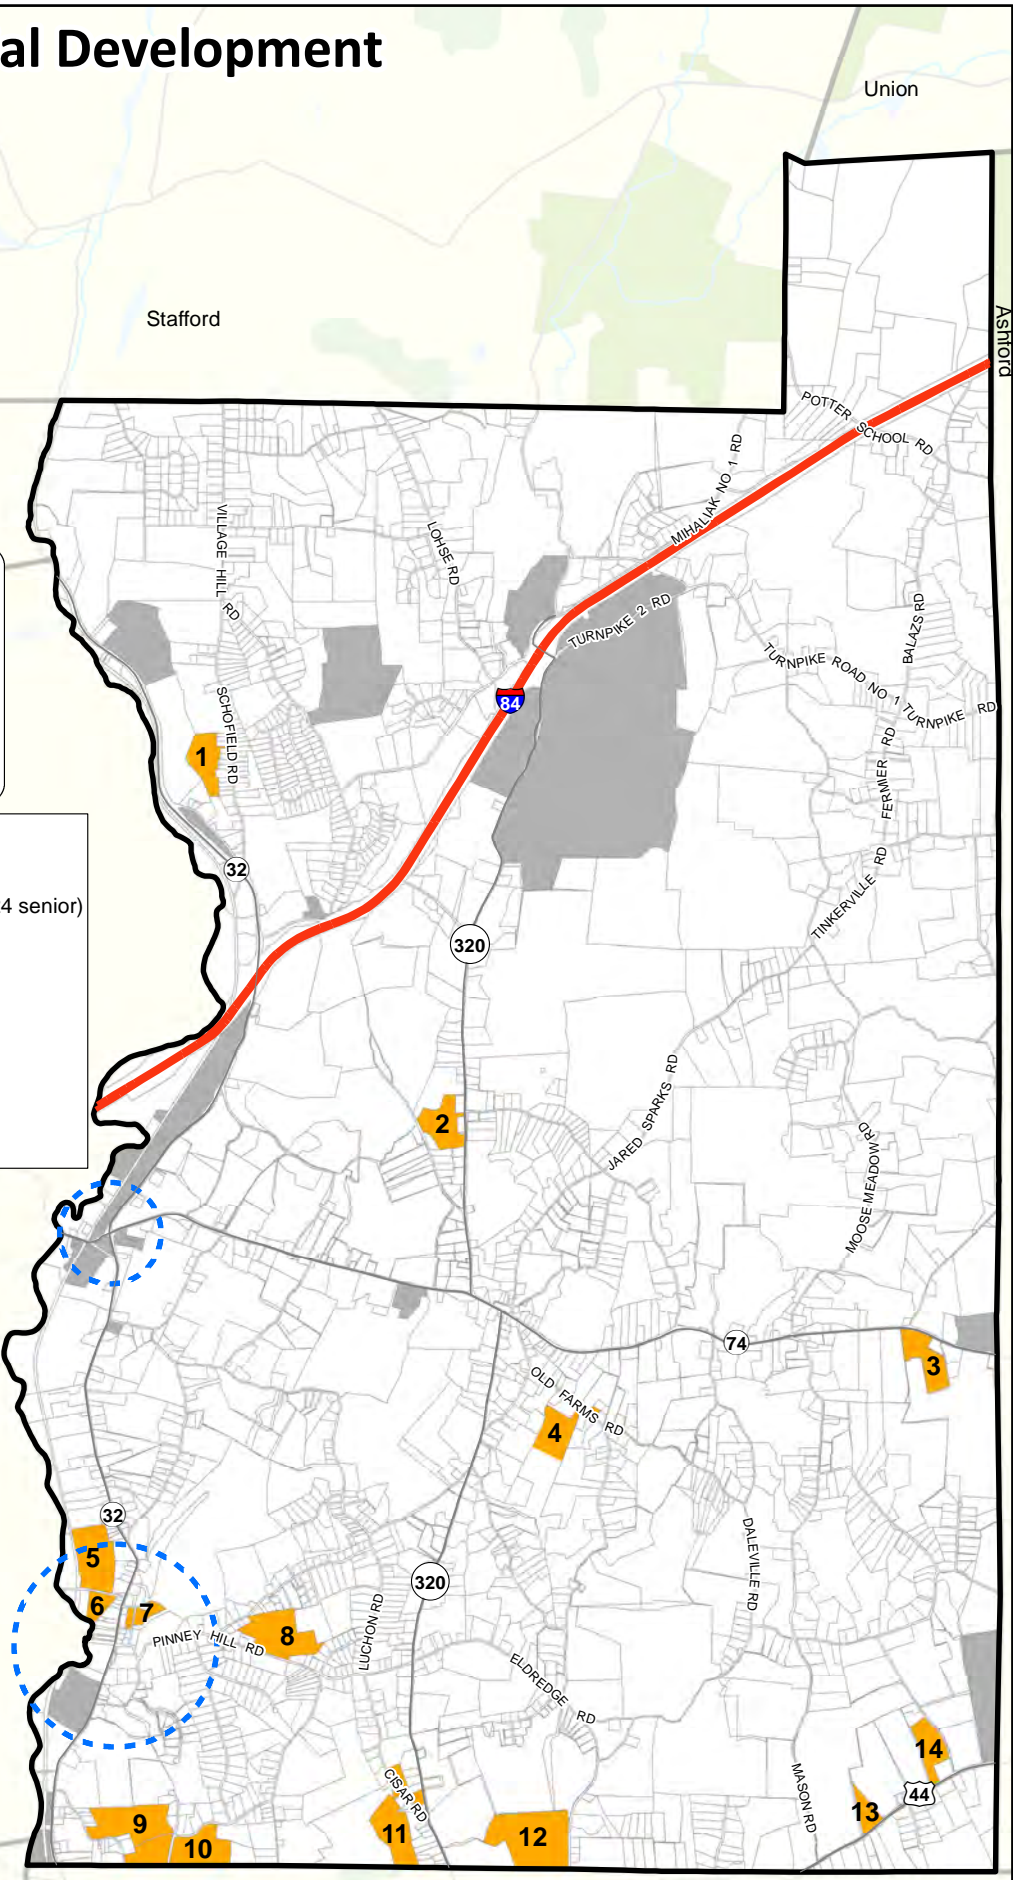 al Development
Union
Stafford
Ashford
POTTER SCHOOL RD
MIHALIAK NO 1 RD
VILLAGE HILL RD
LOHSE RD
TURNPIKE 2 RD
BALAZS RD
TURNPIKE ROAD NO 1
TURNPIKE RD
SCHOFIELD RD
84
1
FERMIER RD
32
4 senior)
TINKERVILLE RD
320
2
JARED SPARKS RD
MOOSE MEADOW RD
74
3
OLD FARMS RD
4
32
5
DALEVILLE RD
320
6
7
8
PINNEY HILL RD
LUCHON RD
ELDREDGE RD
14
CISAR RD
MASON RD
44
13
9
10
11
12